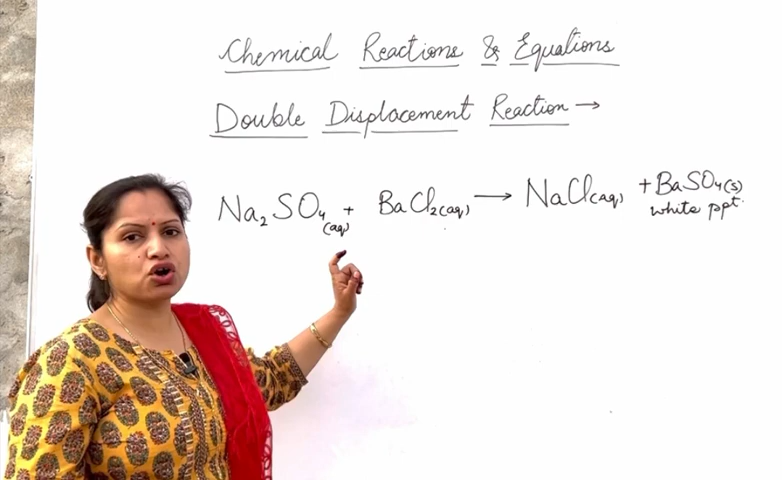 Chemical Reactions & Equations
Double Displacement Reaction →
Na₂SO₄(aq) + BaCl₂(aq) → NaCl(aq) + BaSO₄(s)
white ppt.